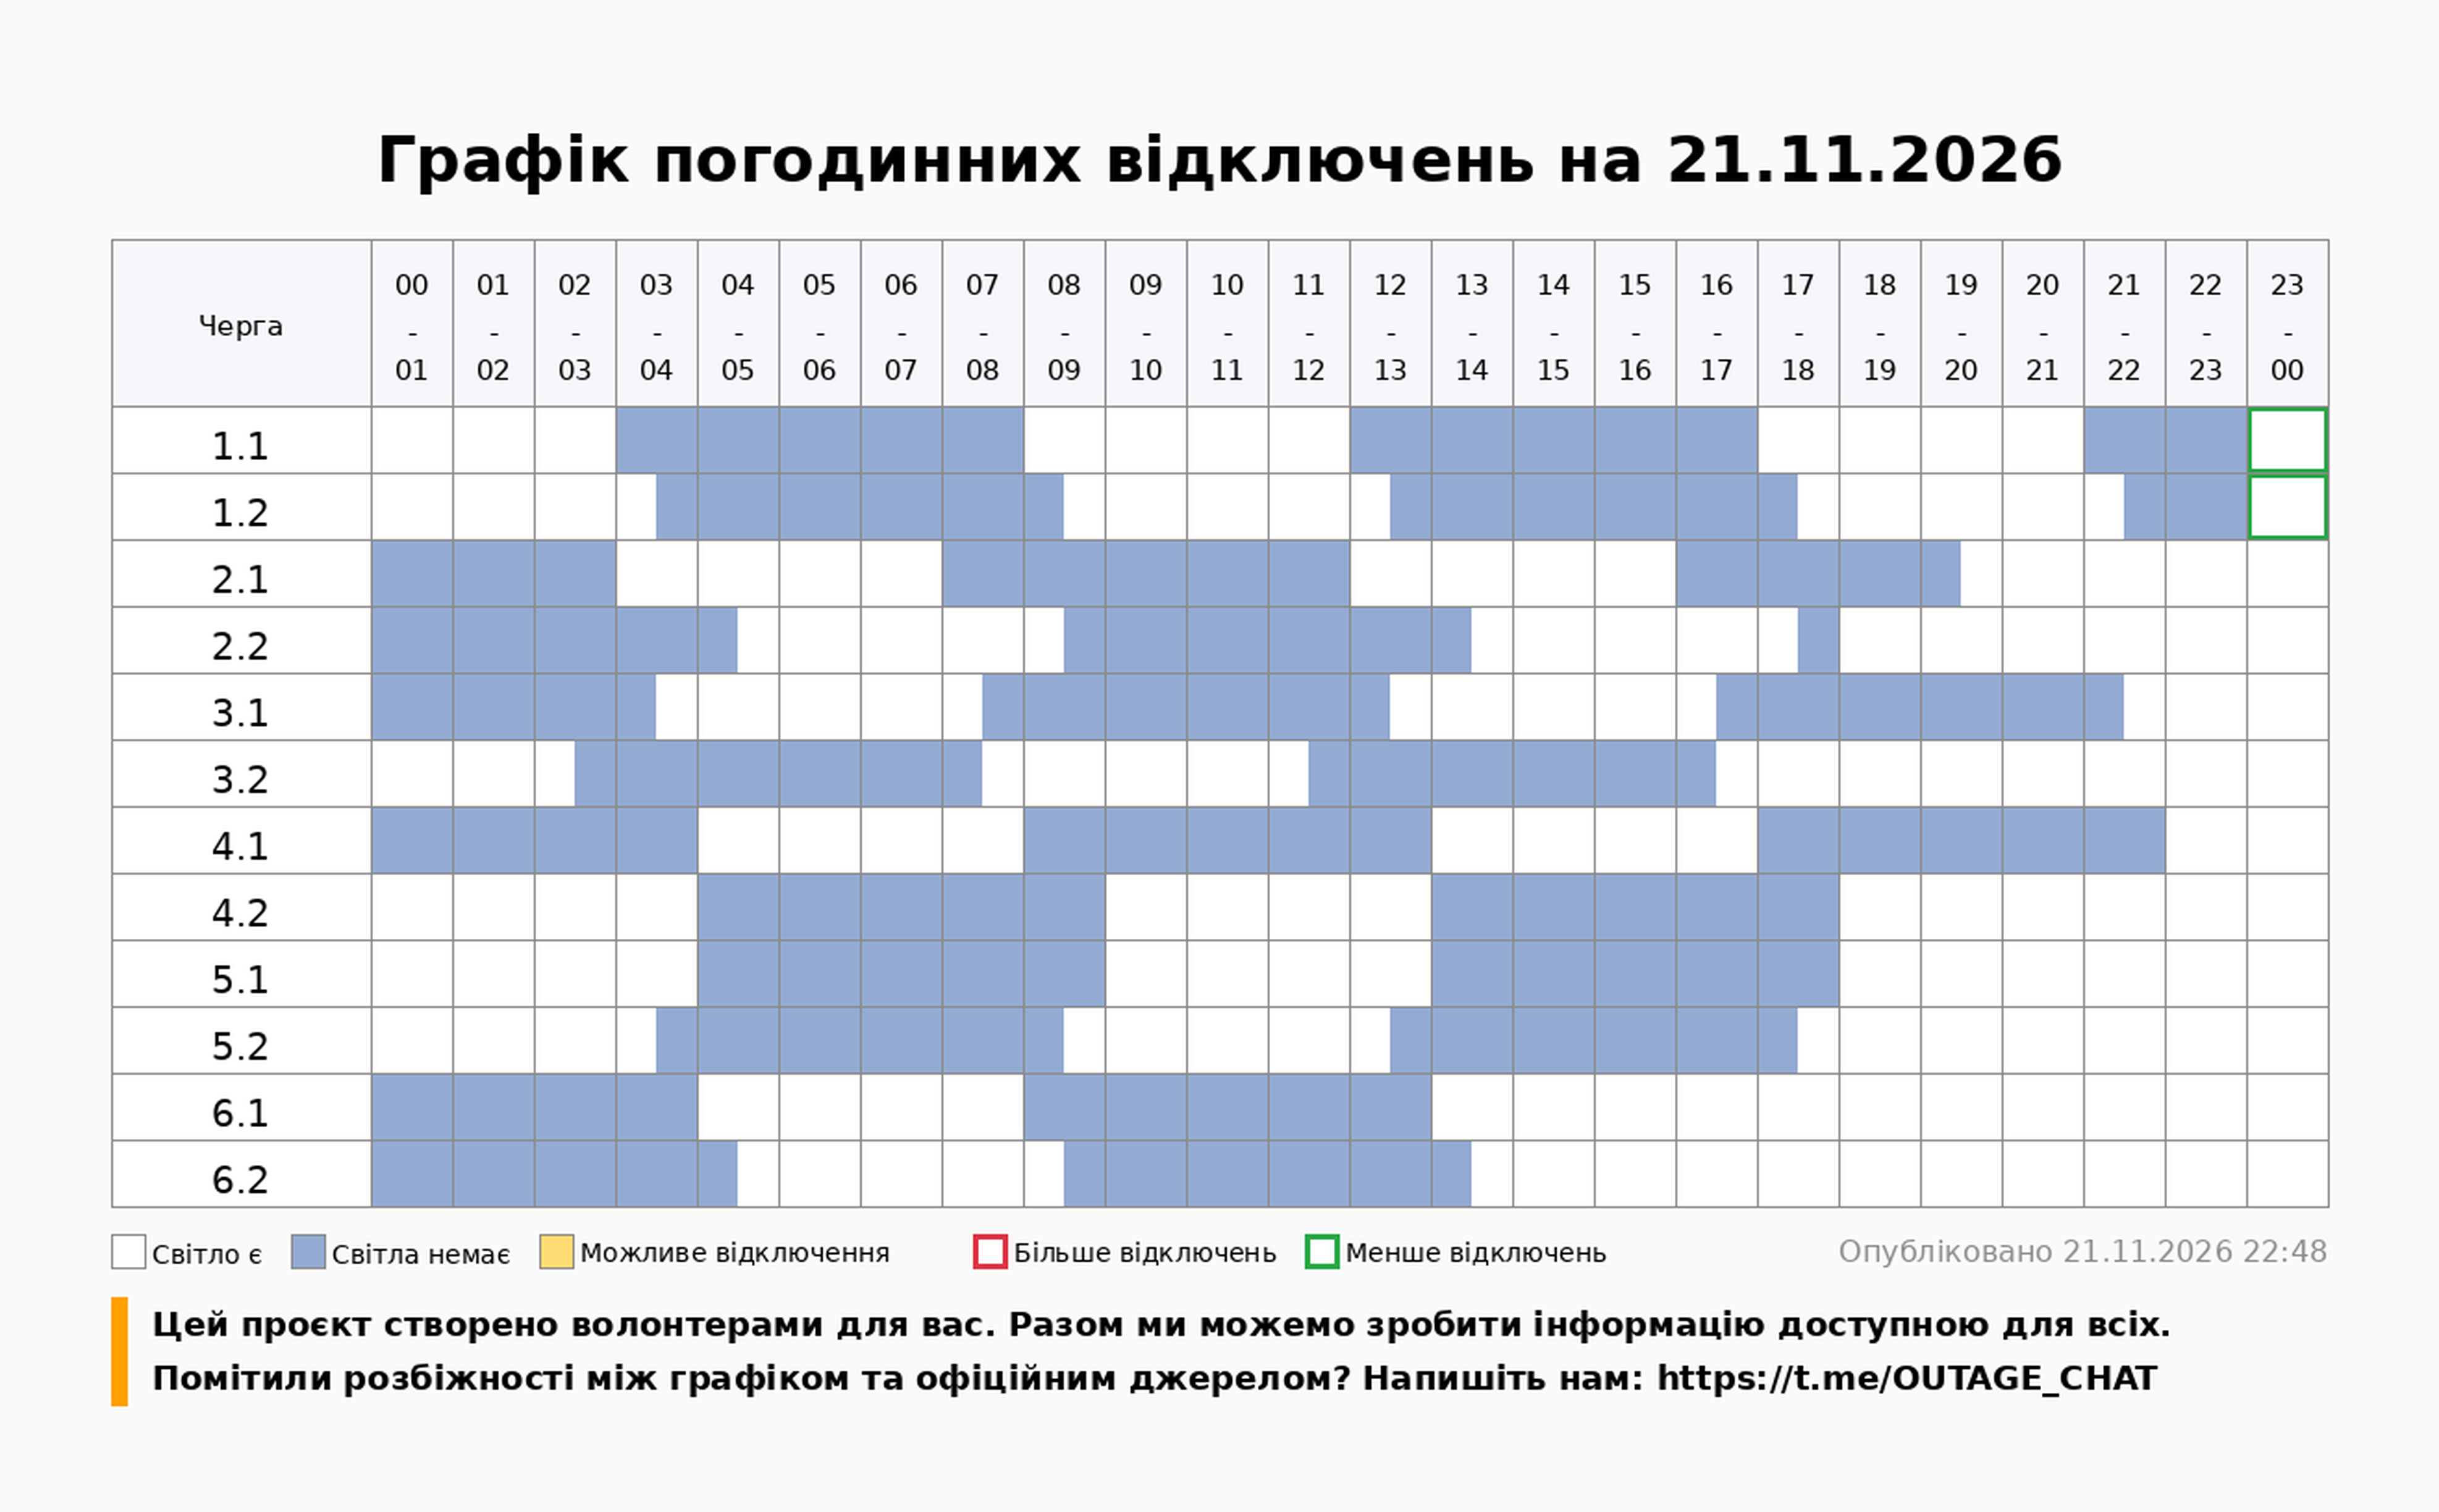 Графік погодинних відключень на 21.11.2026
Черга
00 - 01
01 - 02
02 - 03
03 - 04
04 - 05
05 - 06
06 - 07
07 - 08
08 - 09
09 - 10
10 - 11
11 - 12
12 - 13
13 - 14
14 - 15
15 - 16
16 - 17
17 - 18
18 - 19
19 - 20
20 - 21
21 - 22
22 - 23
23 - 00
1.1
1.2
2.1
2.2
3.1
3.2
4.1
4.2
5.1
5.2
6.1
6.2
Світло є
Світла немає
Можливе відключення
Більше відключень
Менше відключень
Опубліковано 21.11.2026 22:48
Цей проєкт створено волонтерами для вас. Разом ми можемо зробити інформацію доступною для всіх.
Помітили розбіжності між графіком та офіційним джерелом? Напишіть нам: https://t.me/OUTAGE_CHAT